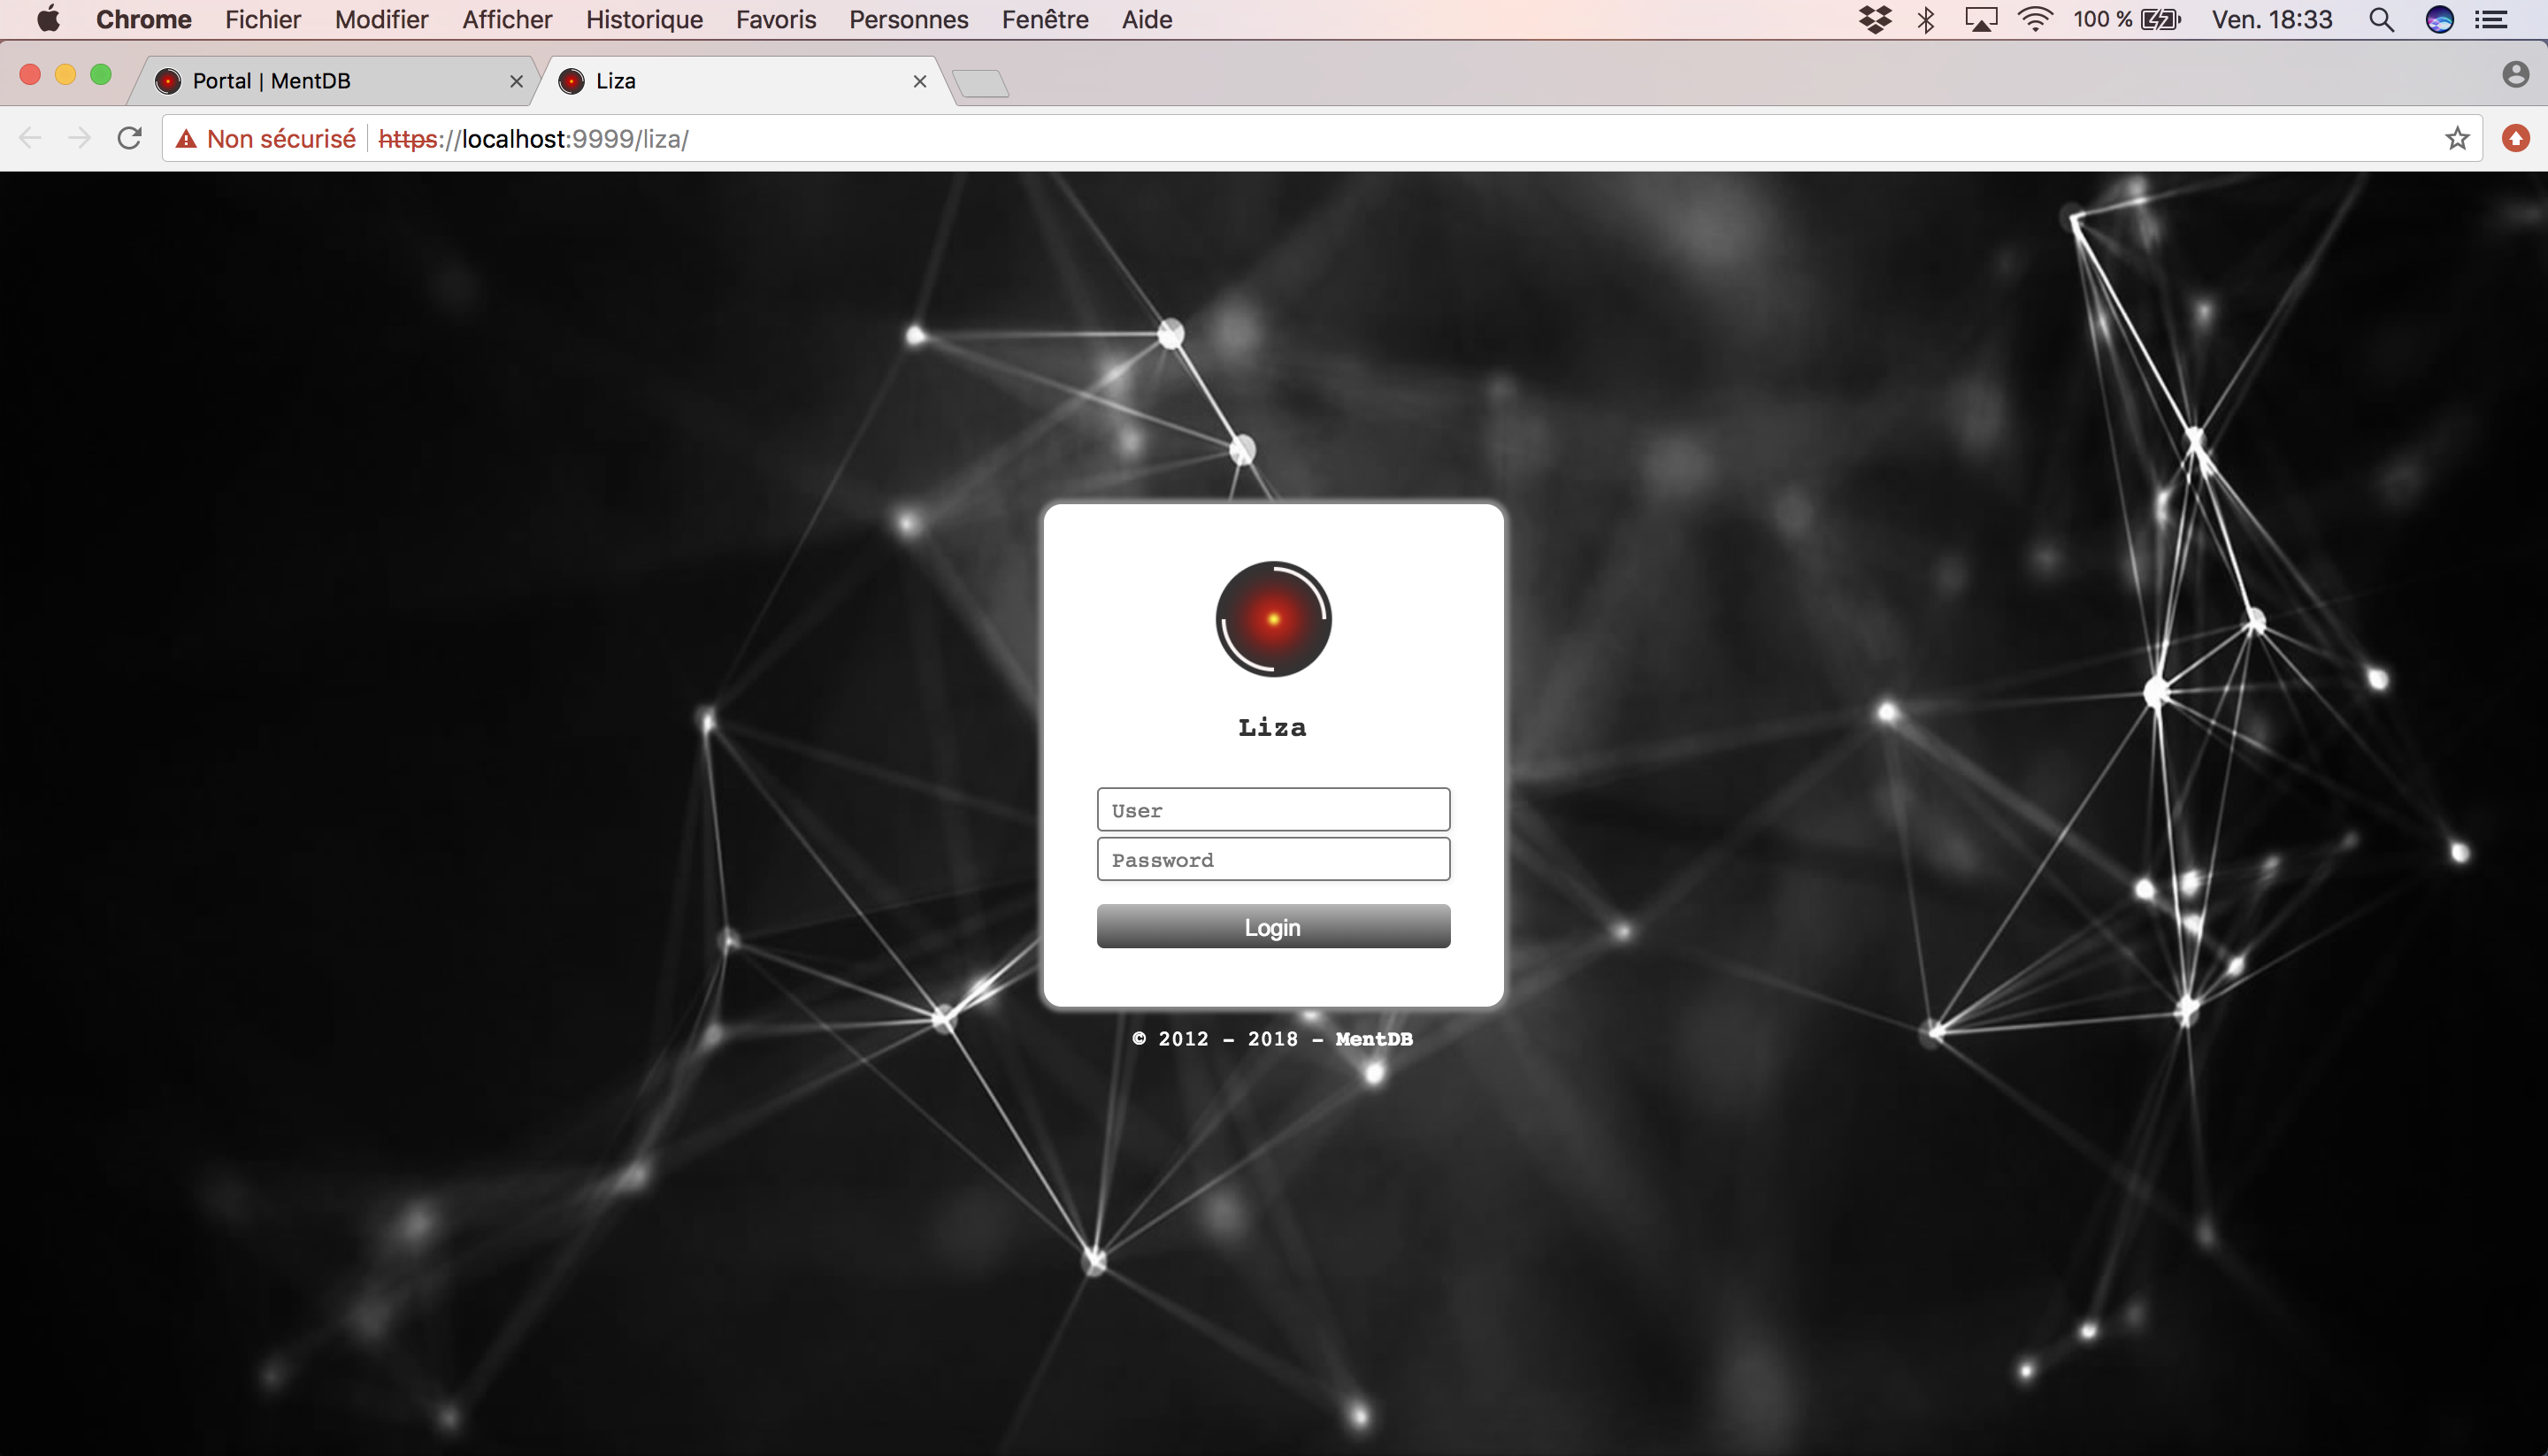 Chrome Fichier Modifier Afficher Historique Favoris Personnes Fenêtre Aide 100 % Ven. 18:33
Portal | MentDB Liza
Non sécurisé https://localhost:9999/liza/
Liza
User
Password
Login
© 2012 - 2018 - MentDB